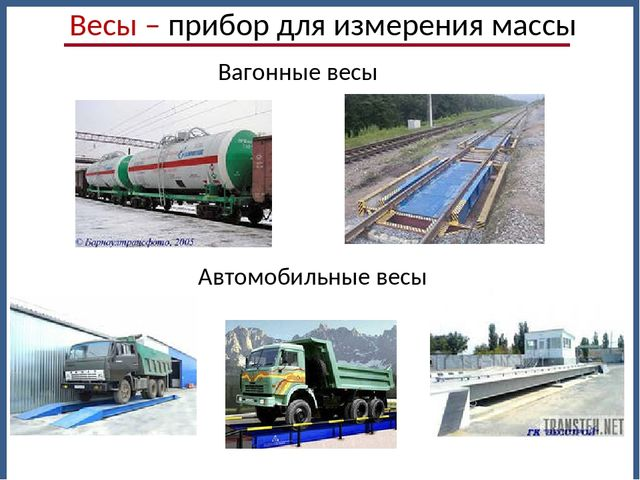 Весы – прибор для измерения массы
Вагонные весы
© Барнаултрансфото, 2005
Автомобильные весы
TRANSTEH.NET